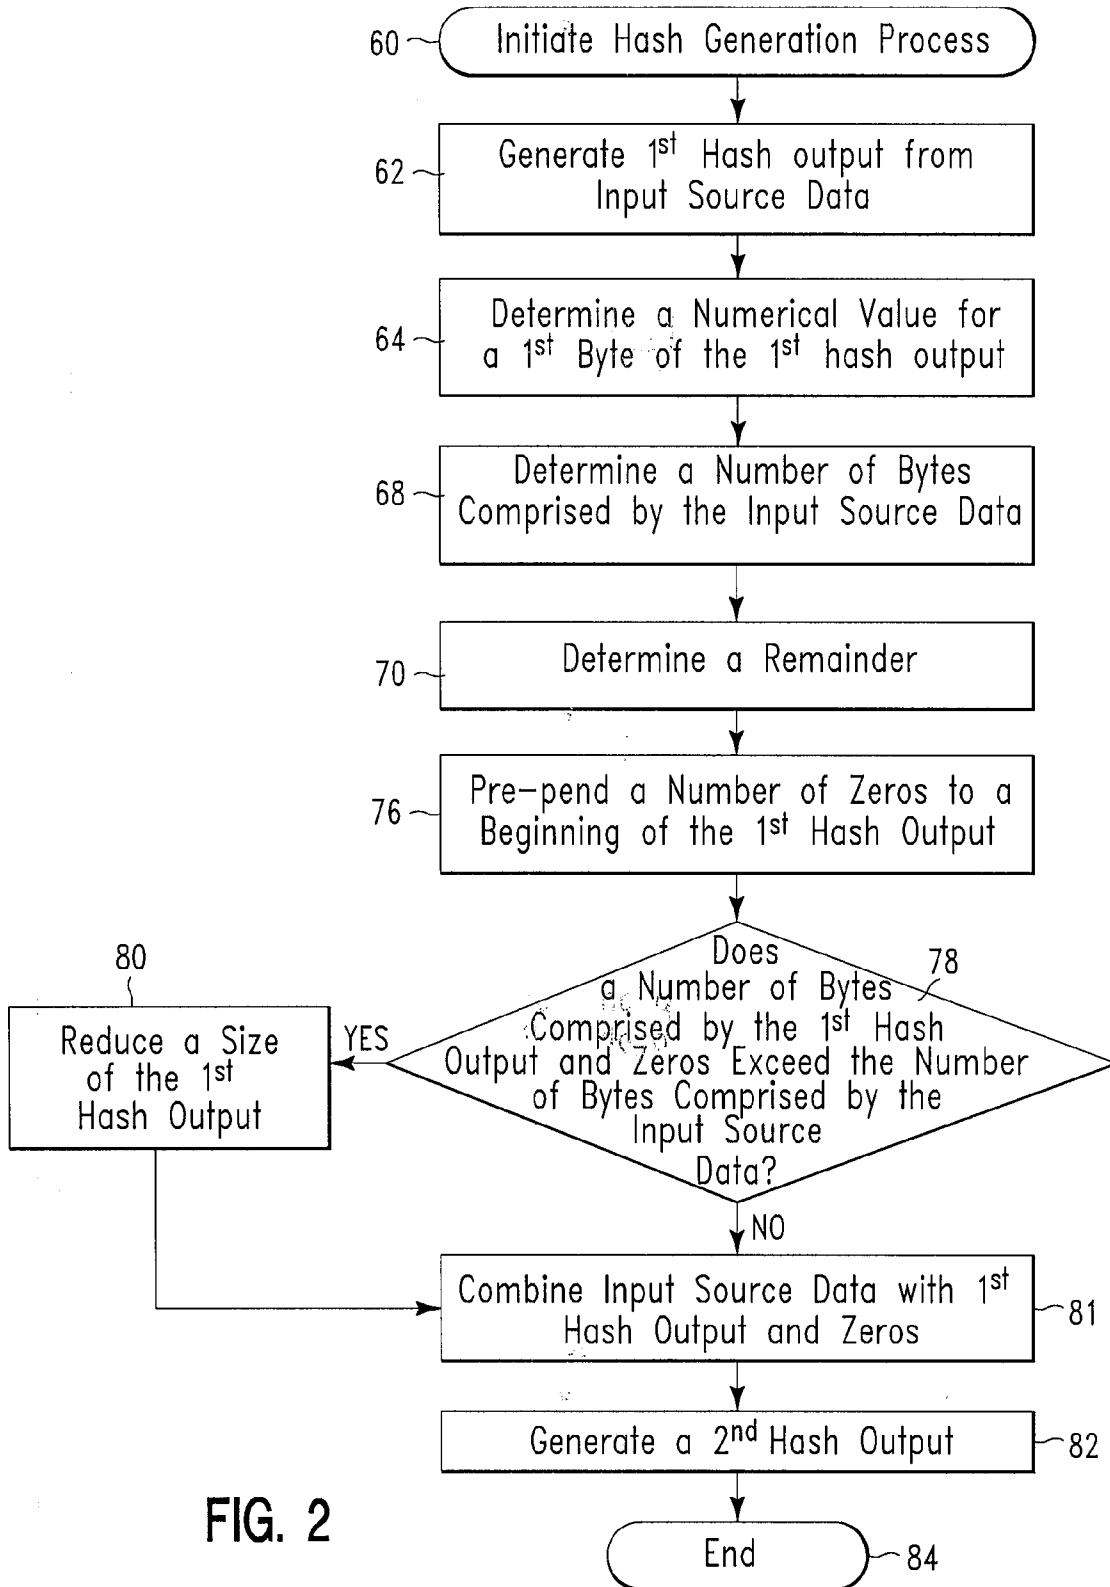 60
Initiate Hash Generation Process
62
Generate 1st Hash output from
Input Source Data
64
Determine a Numerical Value for
a 1st Byte of the 1st hash output
68
Determine a Number of Bytes
Comprised by the Input Source Data
70
Determine a Remainder
76
Pre-pend a Number of Zeros to a
Beginning of the 1st Hash Output
78
Does
a Number of Bytes
Comprised by the 1st Hash
Output and Zeros Exceed the Number
of Bytes Comprised by the
Input Source
Data?
YES
80
Reduce a Size
of the 1st
Hash Output
NO
Combine Input Source Data with 1st
Hash Output and Zeros
81
Generate a 2nd Hash Output
82
End
84
FIG. 2